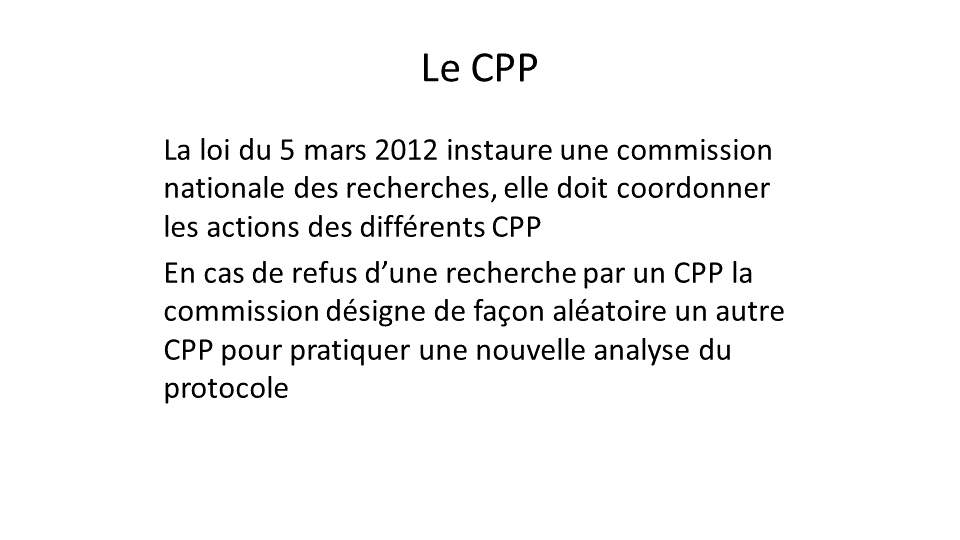 Le CPP
La loi du 5 mars 2012 instaure une commission
nationale des recherches, elle doit coordonner
les actions des différents CPP
En cas de refus d’une recherche par un CPP la
commission désigne de façon aléatoire un autre
CPP pour pratiquer une nouvelle analyse du
protocole